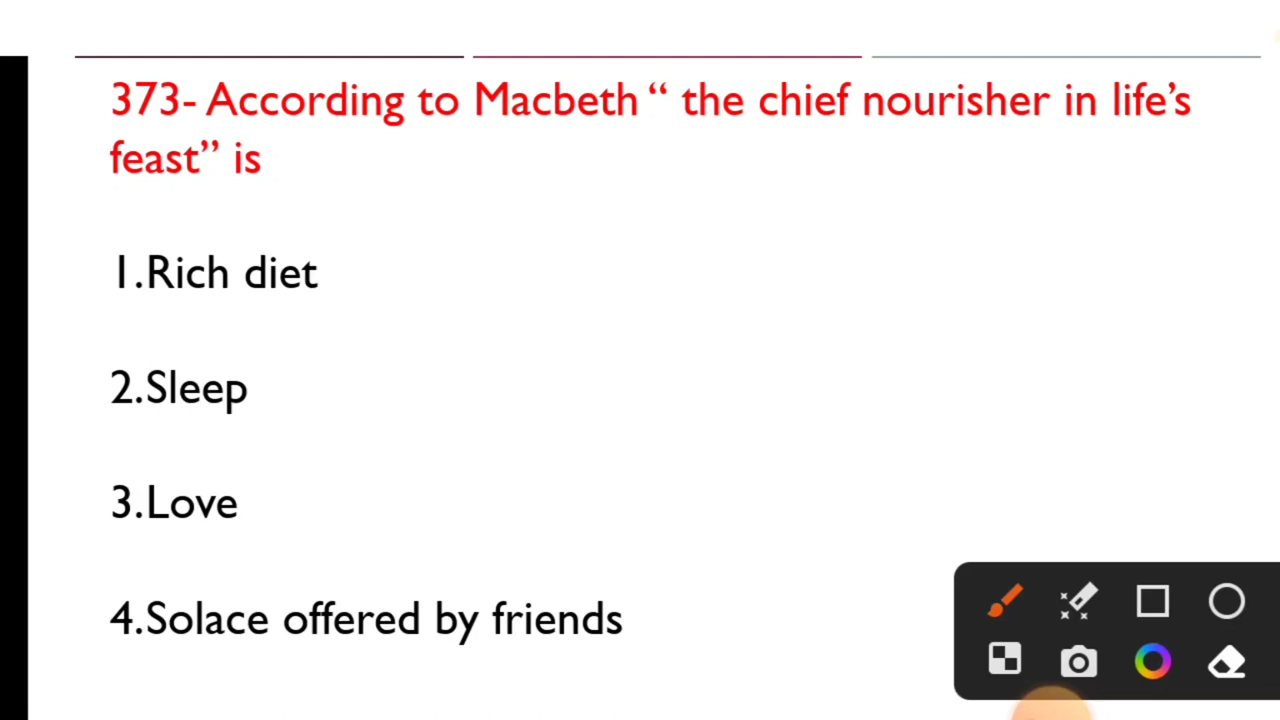 373- According to Macbeth “ the chief nourisher in life’s
feast” is
1.Rich diet
2.Sleep
3.Love
4.Solace offered by friends